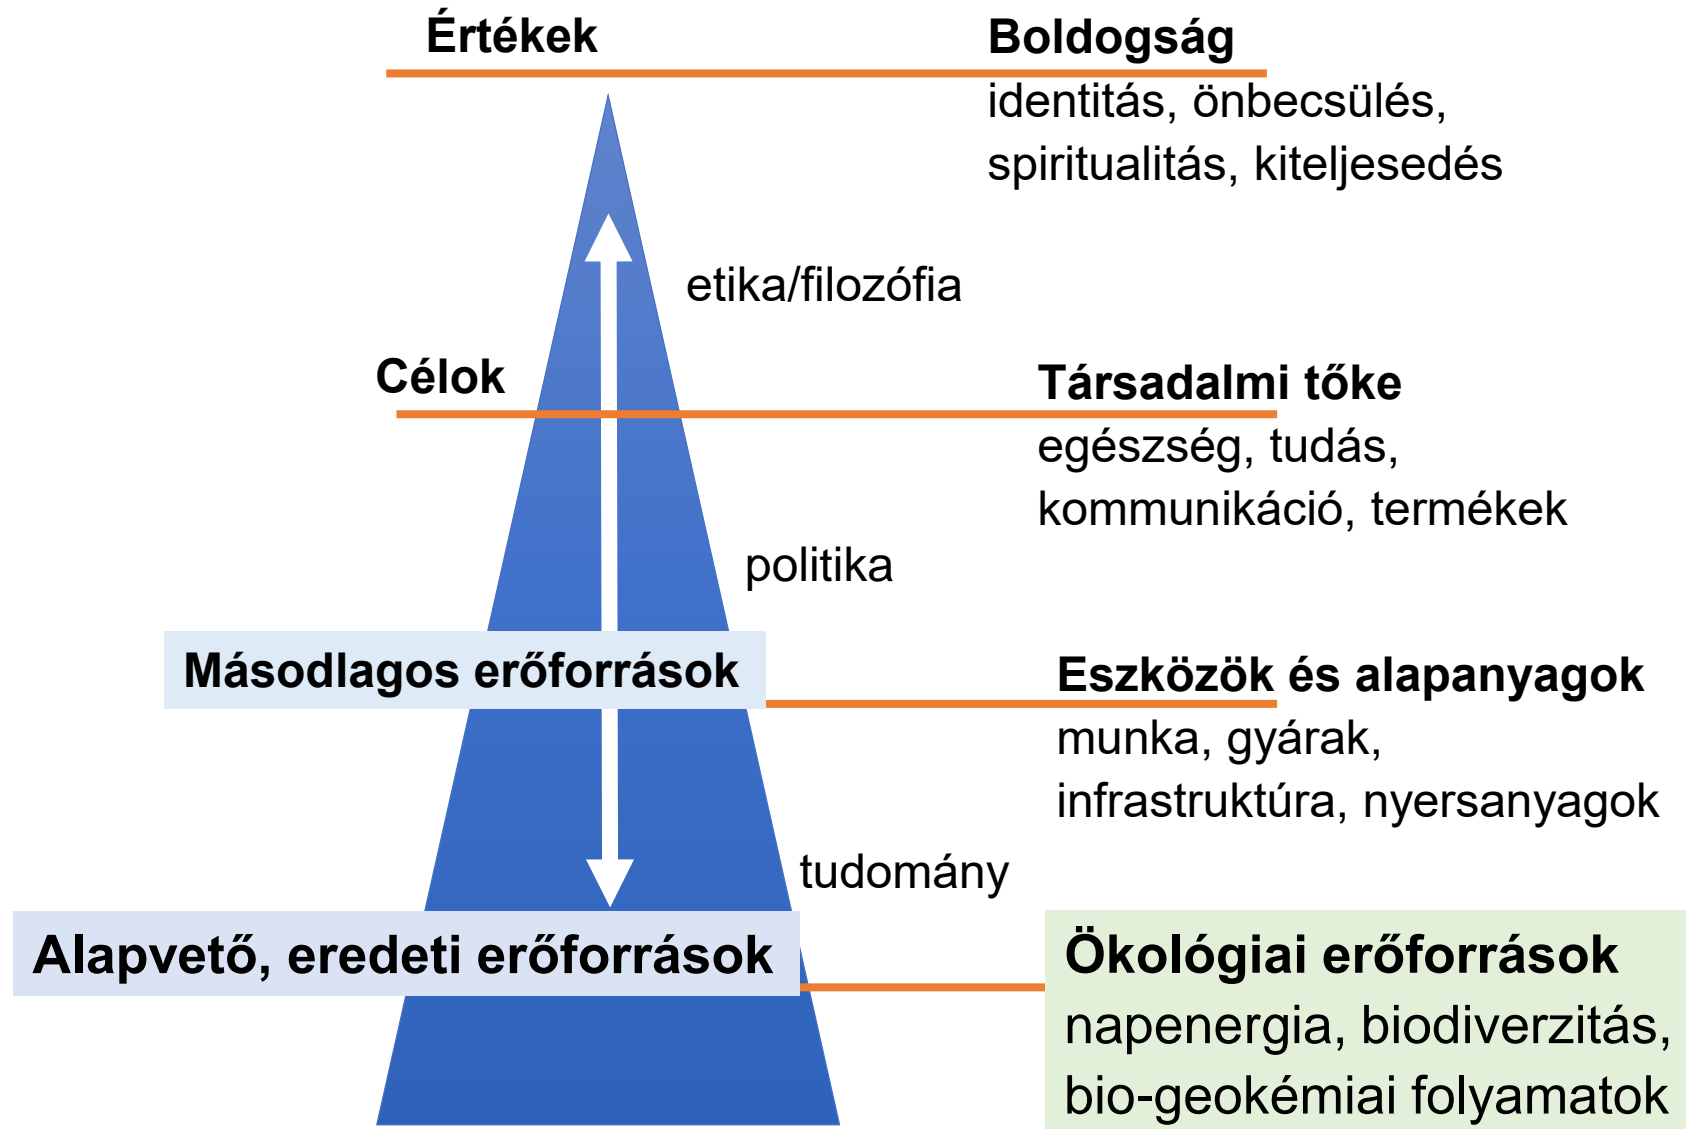 Értékek
Boldogság
identitás, önbecsülés,
spiritualitás, kiteljesedés
etika/filozófia
Célok
Társadalmi tőke
egészség, tudás,
kommunikáció, termékek
politika
Másodlagos erőforrások
Eszközök és alapanyagok
munka, gyárak,
infrastruktúra, nyersanyagok
tudomány
Alapvető, eredeti erőforrások
Ökológiai erőforrások
napenergia, biodiverzitás,
bio-geokémiai folyamatok